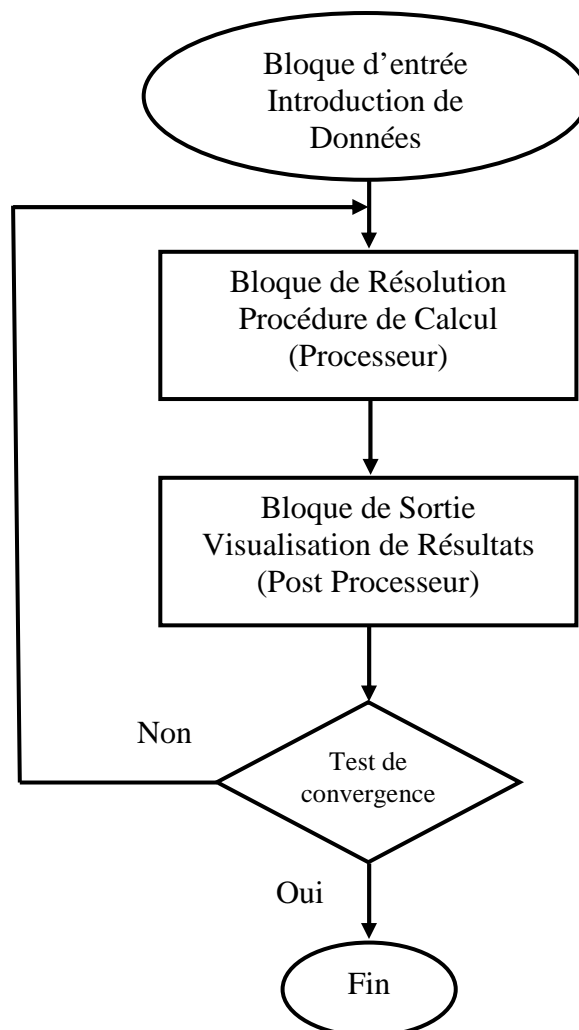 Bloque d’entrée
Introduction de
Données
Bloque de Résolution
Procédure de Calcul
(Processeur)
Bloque de Sortie
Visualisation de Résultats
(Post Processeur)
Non
Test de
convergence
Oui
Fin